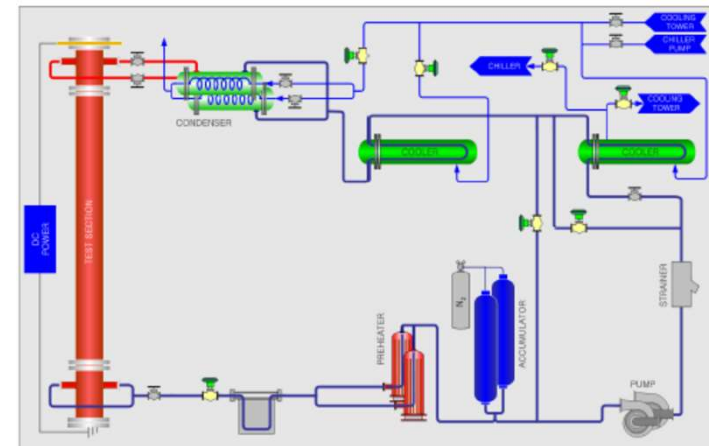 COOLING
TOWER
CHILLER
PUMP
CHILLER
COOLING
TOWER
CONDENSER
COOLER
COOLER
DC
POWER
TEST SECTION
STRAINER
N2
ACCUMULATOR
PREHEATER
PUMP